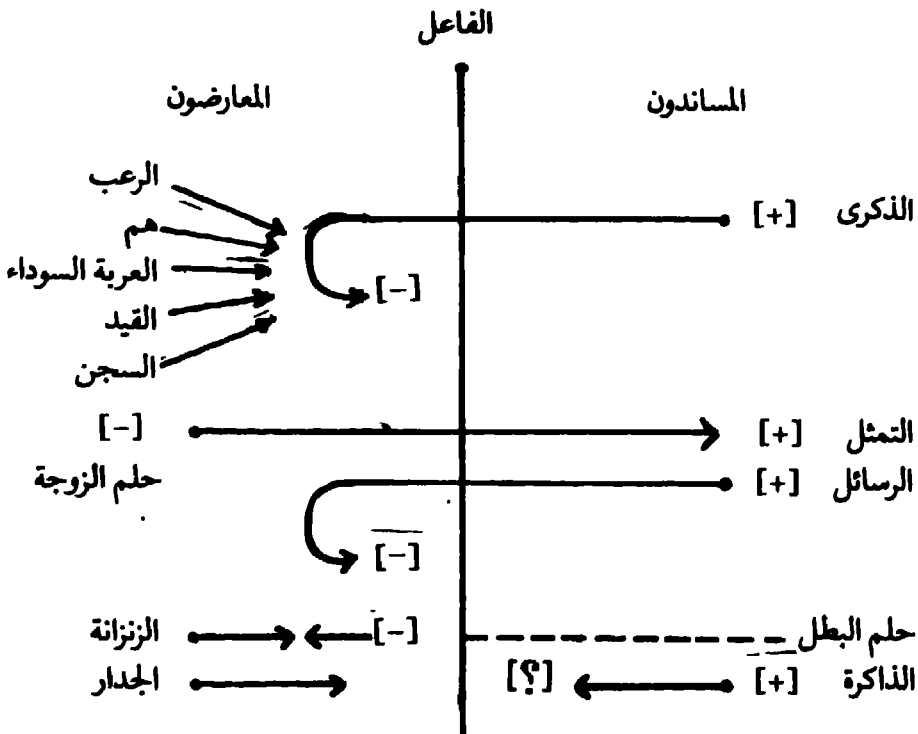 الفاعل
المساندون المعارضون
الرعب
الذكرى [+] هم
العربة السوداء
[-] القيد
السجن
التمثل [+] [-]
الرسائل [+] حلم الزوجة
[-]
حلم البطل [-] الزنزانة
الذاكرة [+] [؟] الجدار